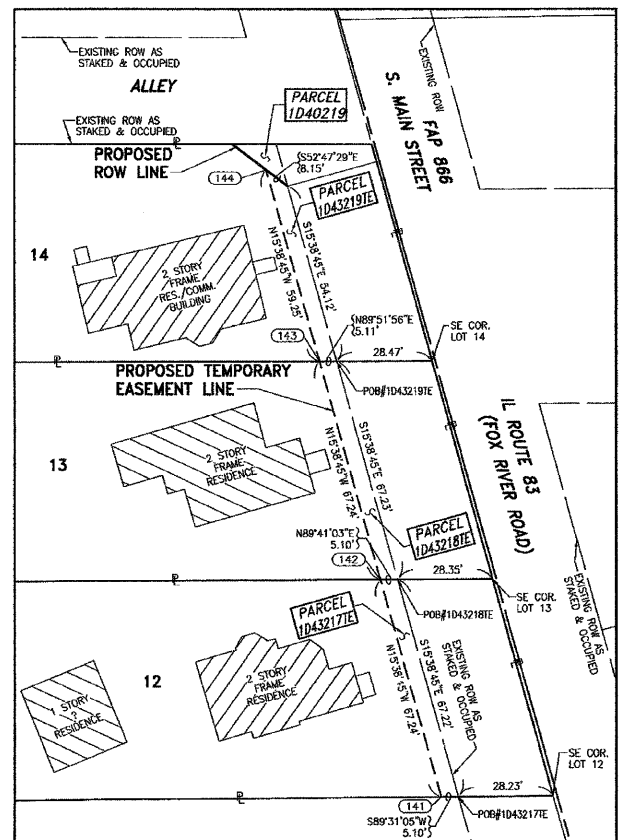 EXISTING ROW AS
STAKED & OCCUPIED
ALLEY
EXISTING ROW AS
STAKED & OCCUPIED
PROPOSED
ROW LINE
PARCEL
1D40219
EXISTING ROW
FAP 866
S. MAIN STREET
S52°47'29"E
8.15'
144
PARCEL
1D43219TE
14
2 STORY
FRAME
RES./COMM.
BUILDING
N15°38'45"W 59.25'
S15°38'45"E 54.12'
143
N89°51'56"E
5.11'
28.47'
SE COR.
LOT 14
PROPOSED TEMPORARY
EASEMENT LINE
POB#1D43219TE
IL ROUTE 83
(FOX RIVER ROAD)
13
2 STORY
FRAME
RESIDENCE
N15°38'45"W 67.24'
S15°38'45"E 67.23'
PARCEL
1D43218TE
N89°41'03"E
5.10'
142
28.35'
SE COR.
LOT 13
POB#1D43218TE
EXISTING ROW AS
STAKED & OCCUPIED
PARCEL
1D43217TE
12
1 STORY
?
RESIDENCE
2 STORY
FRAME
RESIDENCE
N15°38'45"W 67.24'
S15°38'45"E 67.22'
EXISTING ROW AS
STAKED & OCCUPIED
28.23'
SE COR.
LOT 12
141
S89°31'05"W
5.10'
POB#1D43217TE